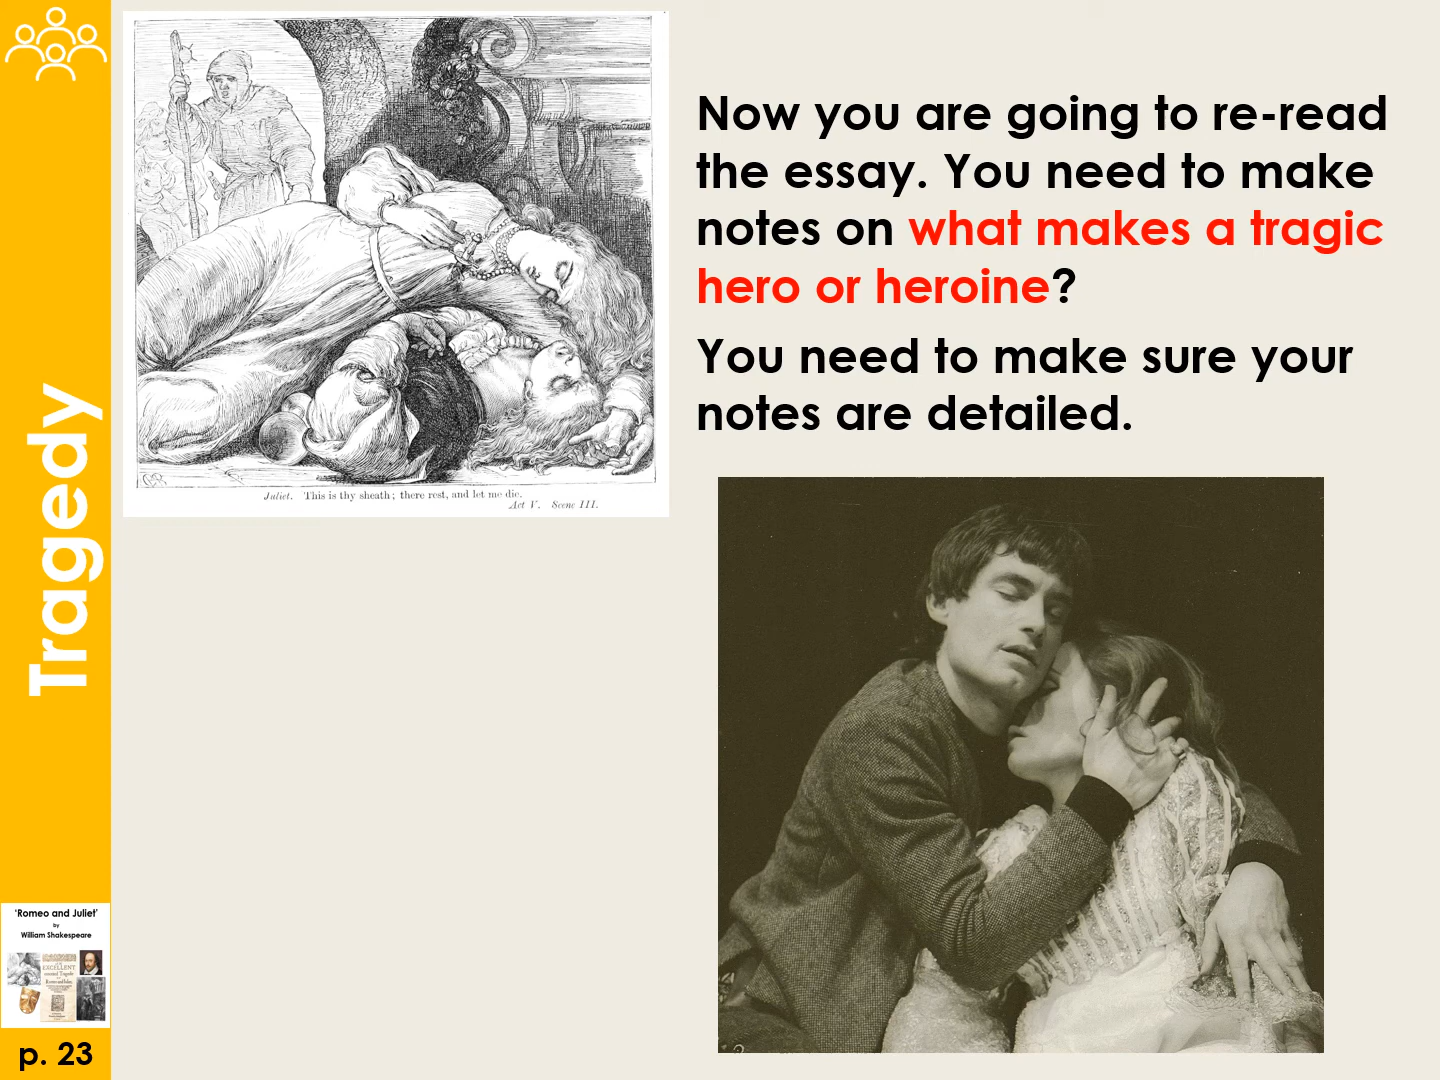 Now you are going to re-read
the essay. You need to make
notes on what makes a tragic
hero or heroine?
You need to make sure your
notes are detailed.
Juliet. This is thy sheath; there rest, and let me die.
Act V. Scene III.
Tragedy
'Romeo and Juliet'
by
William Shakespeare
EXCELLENT
p. 23